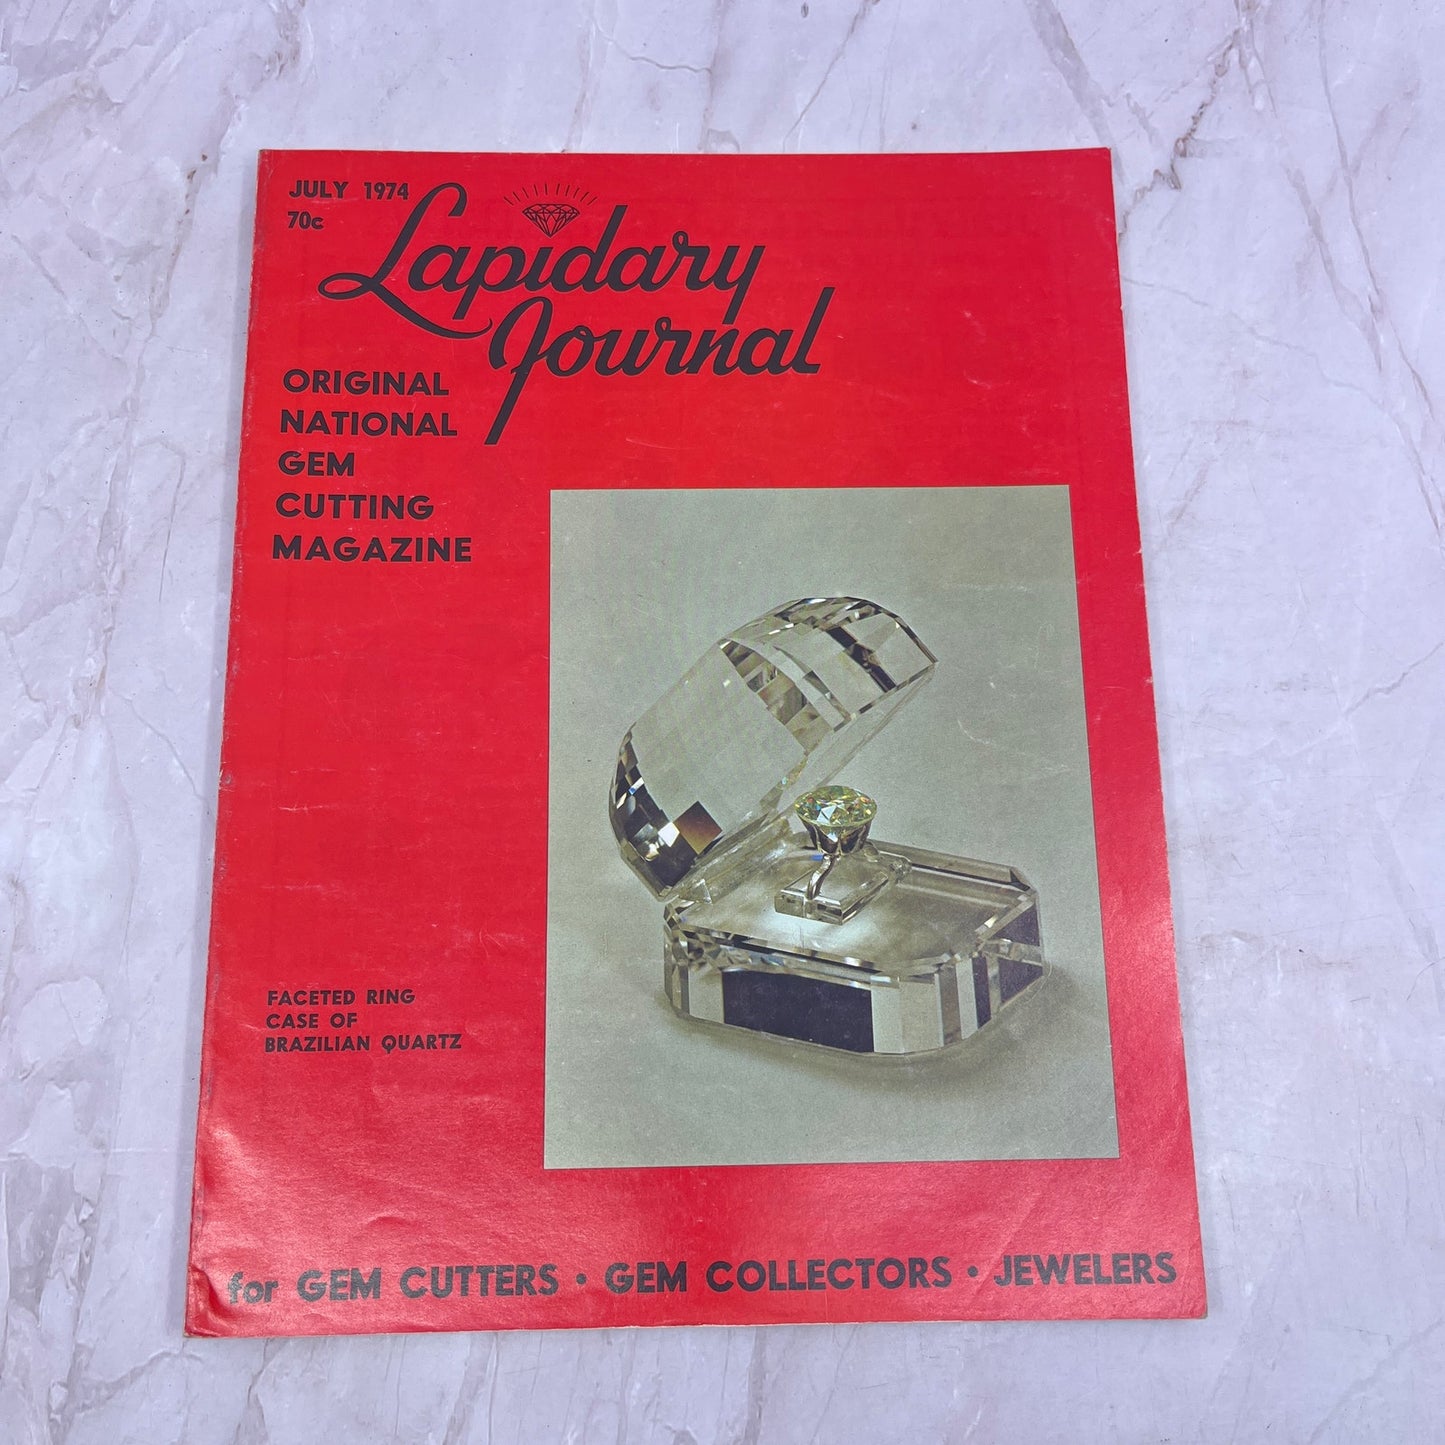 JULY 1974
70c
Lapidary
Journal
ORIGINAL
NATIONAL
GEM
CUTTING
MAGAZINE
FACETED RING
CASE OF
BRAZILIAN QUARTZ
for GEM CUTTERS • GEM COLLECTORS • JEWELERS